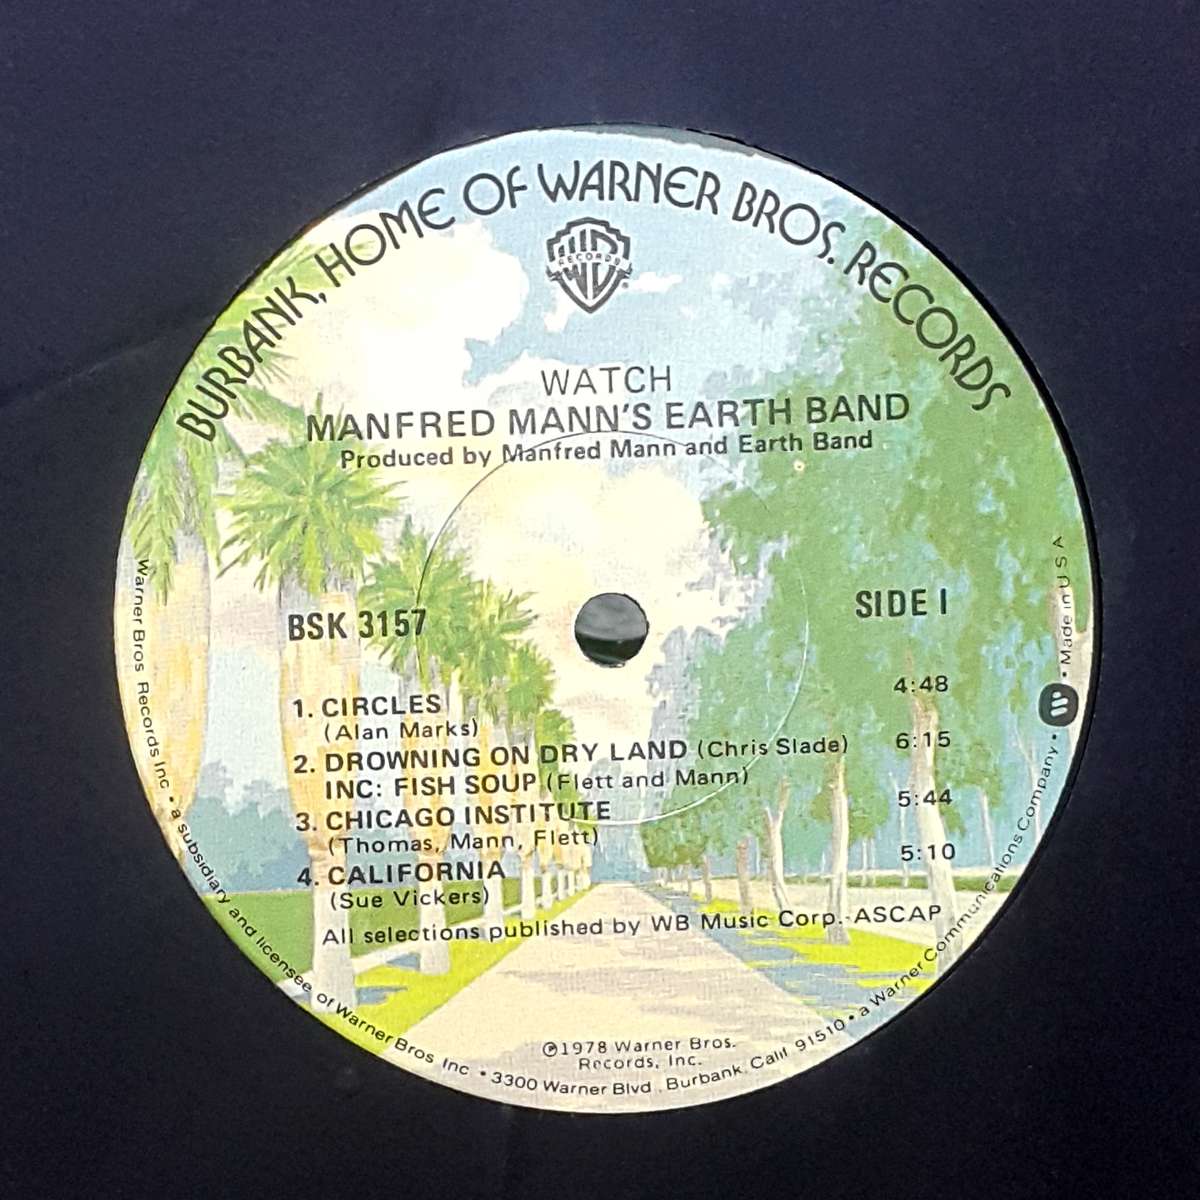 BURBANK, HOME OF WARNER BROS. RECORDS
WB
RECORDS
WATCH
MANFRED MANN'S EARTH BAND
Produced by Manfred Mann and Earth Band
BSK 3157
SIDE I
1. CIRCLES 4:48
(Alan Marks)
2. DROWNING ON DRY LAND (Chris Slade) 6:15
INC: FISH SOUP (Flett and Mann)
3. CHICAGO INSTITUTE 5:44
(Thomas, Mann, Flett)
4. CALIFORNIA 5:10
(Sue Vickers)
All selections published by WB Music Corp.-ASCAP
℗1978 Warner Bros.
Records, Inc.
Warner Bros Records Inc • a subsidiary and licensee of Warner Bros Inc • 3300 Warner Blvd . Burbank. Calif 91510 • a Warner Communications Company • W • Made in U S A